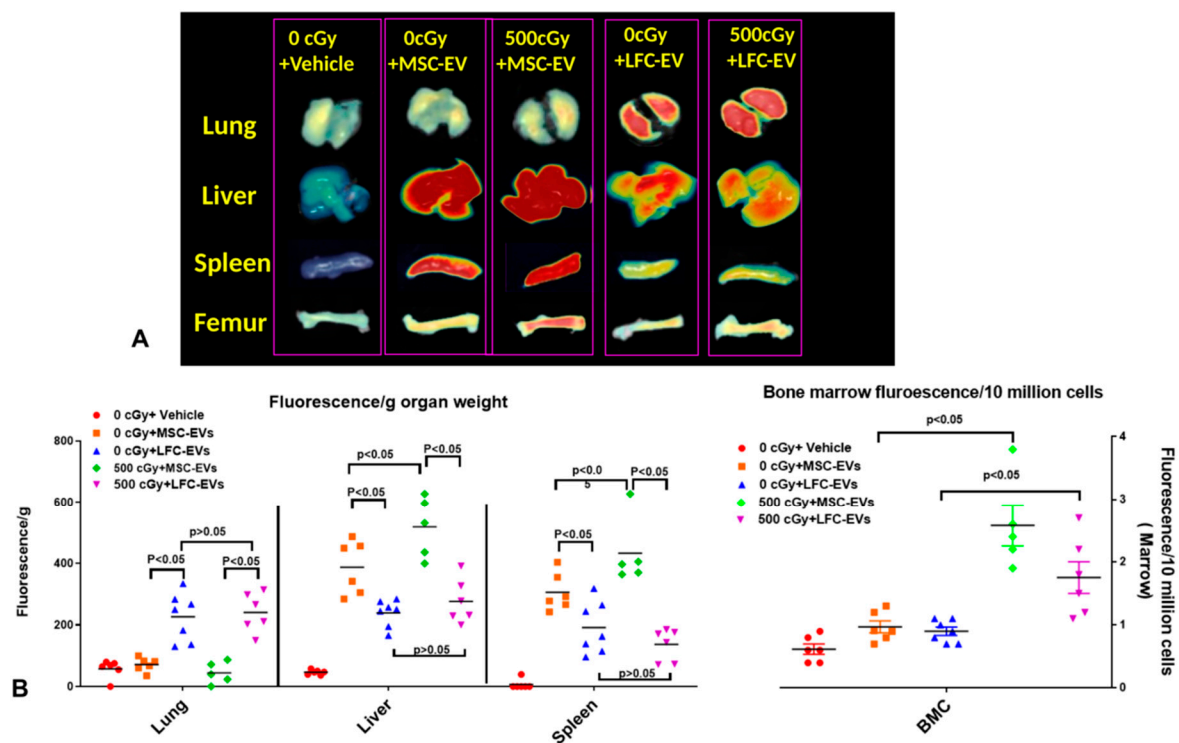 0 cGy
+Vehicle
0cGy
+MSC-EV
500cGy
+MSC-EV
0cGy
+LFC-EV
500cGy
+LFC-EV
Lung
Liver
Spleen
Femur
A
Fluorescence/g organ weight
0 cGy+ Vehicle
0 cGy+MSC-EVs
0 cGy+LFC-EVs
500 cGy+MSC-EVs
500 cGy+LFC-EVs
800
600
400
200
0
Fluorescence/g
P<0.05
p>0.05
P<0.05
p<0.05
P<0.05
P<0.05
p>0.05
p<0.0
5
P<0.05
P<0.05
p>0.05
Lung
Liver
Spleen
B
Bone marrow fluroescence/10 million cells
0 cGy+ Vehicle
0 cGy+MSC-EVs
0 cGy+LFC-EVs
500 cGy+MSC-EVs
500 cGy+LFC-EVs
p<0.05
p<0.05
4
3
2
1
0
Fluorescence/10 million cells
( Marrow)
BMC